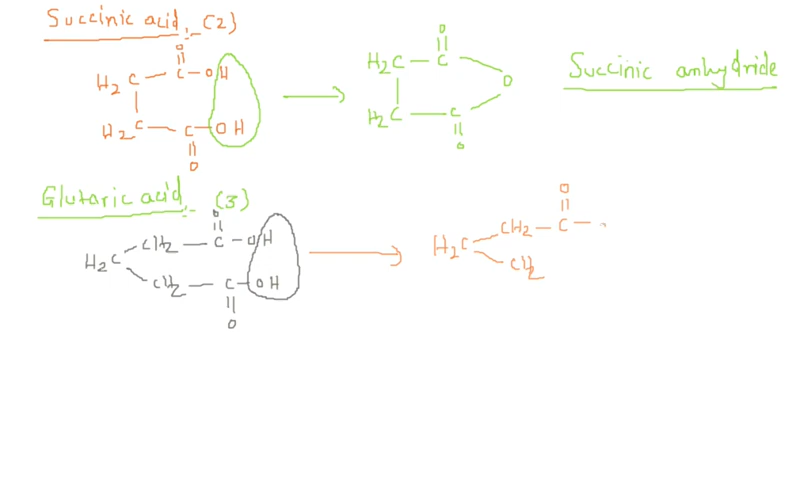 Succinic acid (2)
O
||
H2C — C — OH
|
H2C — C — OH
||
O
O
||
H2C — C
O
H2C — C
||
O
Succinic anhydride
Glutaric acid (3)
O
||
CH2 — C — OH
H2C
CH2 — C — OH
||
O
O
||
CH2 — C —
H2C
CH2